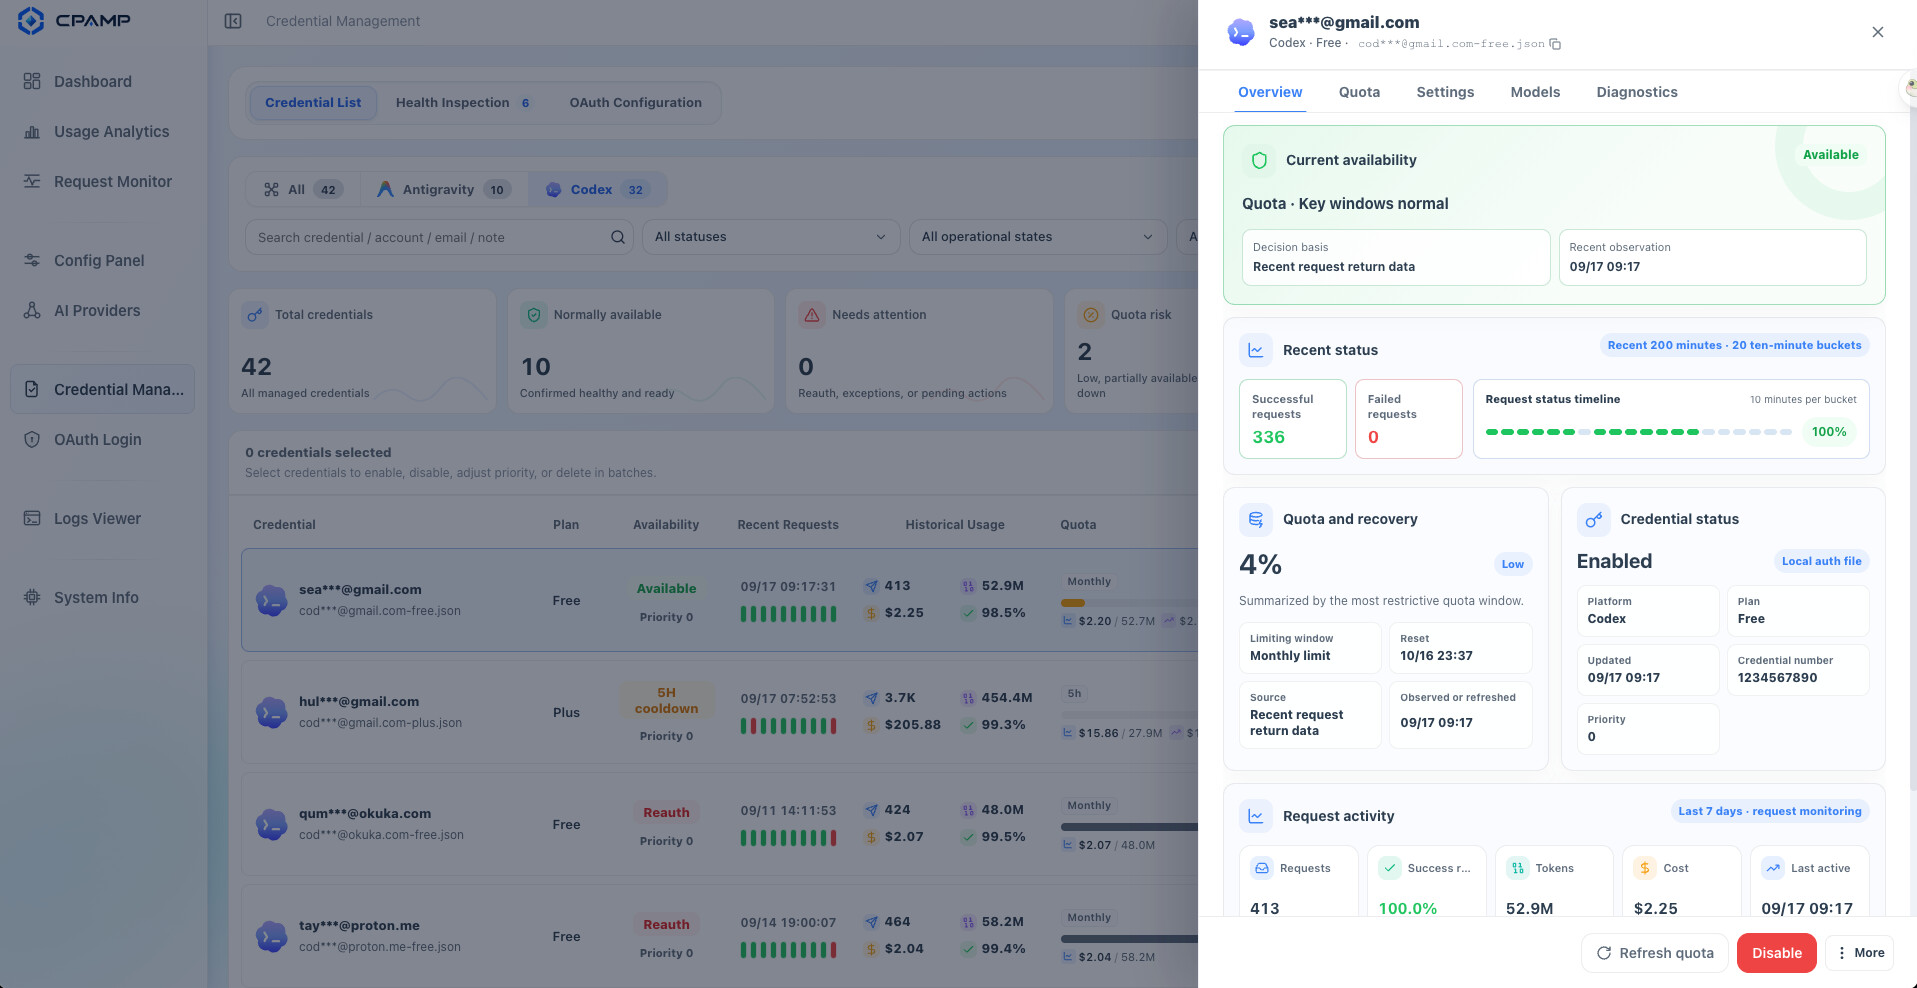 CPAMP
Dashboard
Usage Analytics
Request Monitor
Config Panel
AI Providers
Credential Mana...
OAuth Login
Logs Viewer
System Info
Credential Management
Credential List
Health Inspection 6
OAuth Configuration
All 42
Antigravity 10
Codex 32
Search credential / account / email / note
All statuses
All operational states
A
Total credentials
42
All managed credentials
Normally available
10
Confirmed healthy and ready
Needs attention
0
Reauth, exceptions, or pending actions
Quota risk
2
Low, partially available
down
0 credentials selected
Select credentials to enable, disable, adjust priority, or delete in batches.
Credential Plan Availability Recent Requests Historical Usage Quota
sea***@gmail.com
cod***@gmail.com-free.json
Free
Available
Priority 0
09/17 09:17:31
413 52.9M
$2.25 98.5%
Monthly
$2.20 / 52.7M $2.
hul***@gmail.com
cod***@gmail.com-plus.json
Plus
5H
cooldown
Priority 0
09/17 07:52:53
3.7K 454.4M
$205.88 99.3%
5h
$15.86 / 27.9M $1
qum***@okuka.com
cod***@okuka.com-free.json
Free
Reauth
Priority 0
09/11 14:11:53
424 48.0M
$2.07 99.5%
Monthly
$2.07 / 48.0M
tay***@proton.me
cod***@proton.me-free.json
Free
Reauth
Priority 0
09/14 19:00:07
464 58.2M
$2.04 99.4%
Monthly
$2.04 / 58.2M
sea***@gmail.com
Codex · Free · cod***@gmail.com-free.json
Overview
Quota
Settings
Models
Diagnostics
Current availability
Available
Quota · Key windows normal
Decision basis
Recent request return data
Recent observation
09/17 09:17
Recent status
Recent 200 minutes · 20 ten-minute buckets
Successful
requests
336
Failed
requests
0
Request status timeline
10 minutes per bucket
100%
Quota and recovery
4%
Low
Summarized by the most restrictive quota window.
Limiting window
Monthly limit
Reset
10/16 23:37
Source
Recent request
return data
Observed or refreshed
09/17 09:17
Credential status
Enabled
Local auth file
Platform
Codex
Plan
Free
Updated
09/17 09:17
Credential number
1234567890
Priority
0
Request activity
Last 7 days · request monitoring
Requests
413
Success r...
100.0%
Tokens
52.9M
Cost
$2.25
Last active
09/17 09:17
Refresh quota
Disable
More